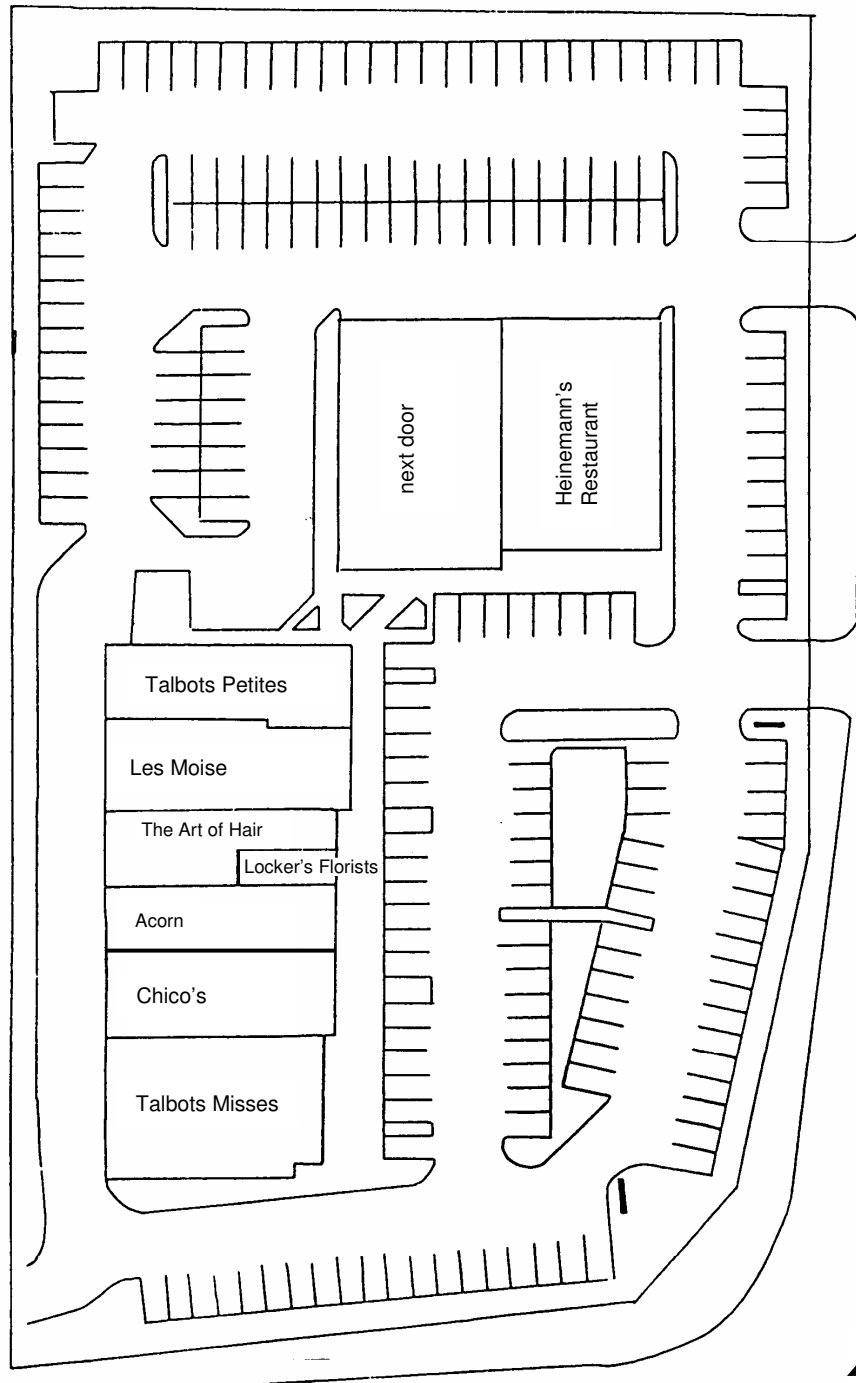 next door
Heinemann's
Restaurant
Talbots Petites
Les Moise
The Art of Hair
Locker's Florists
Acorn
Chico's
Talbots Misses